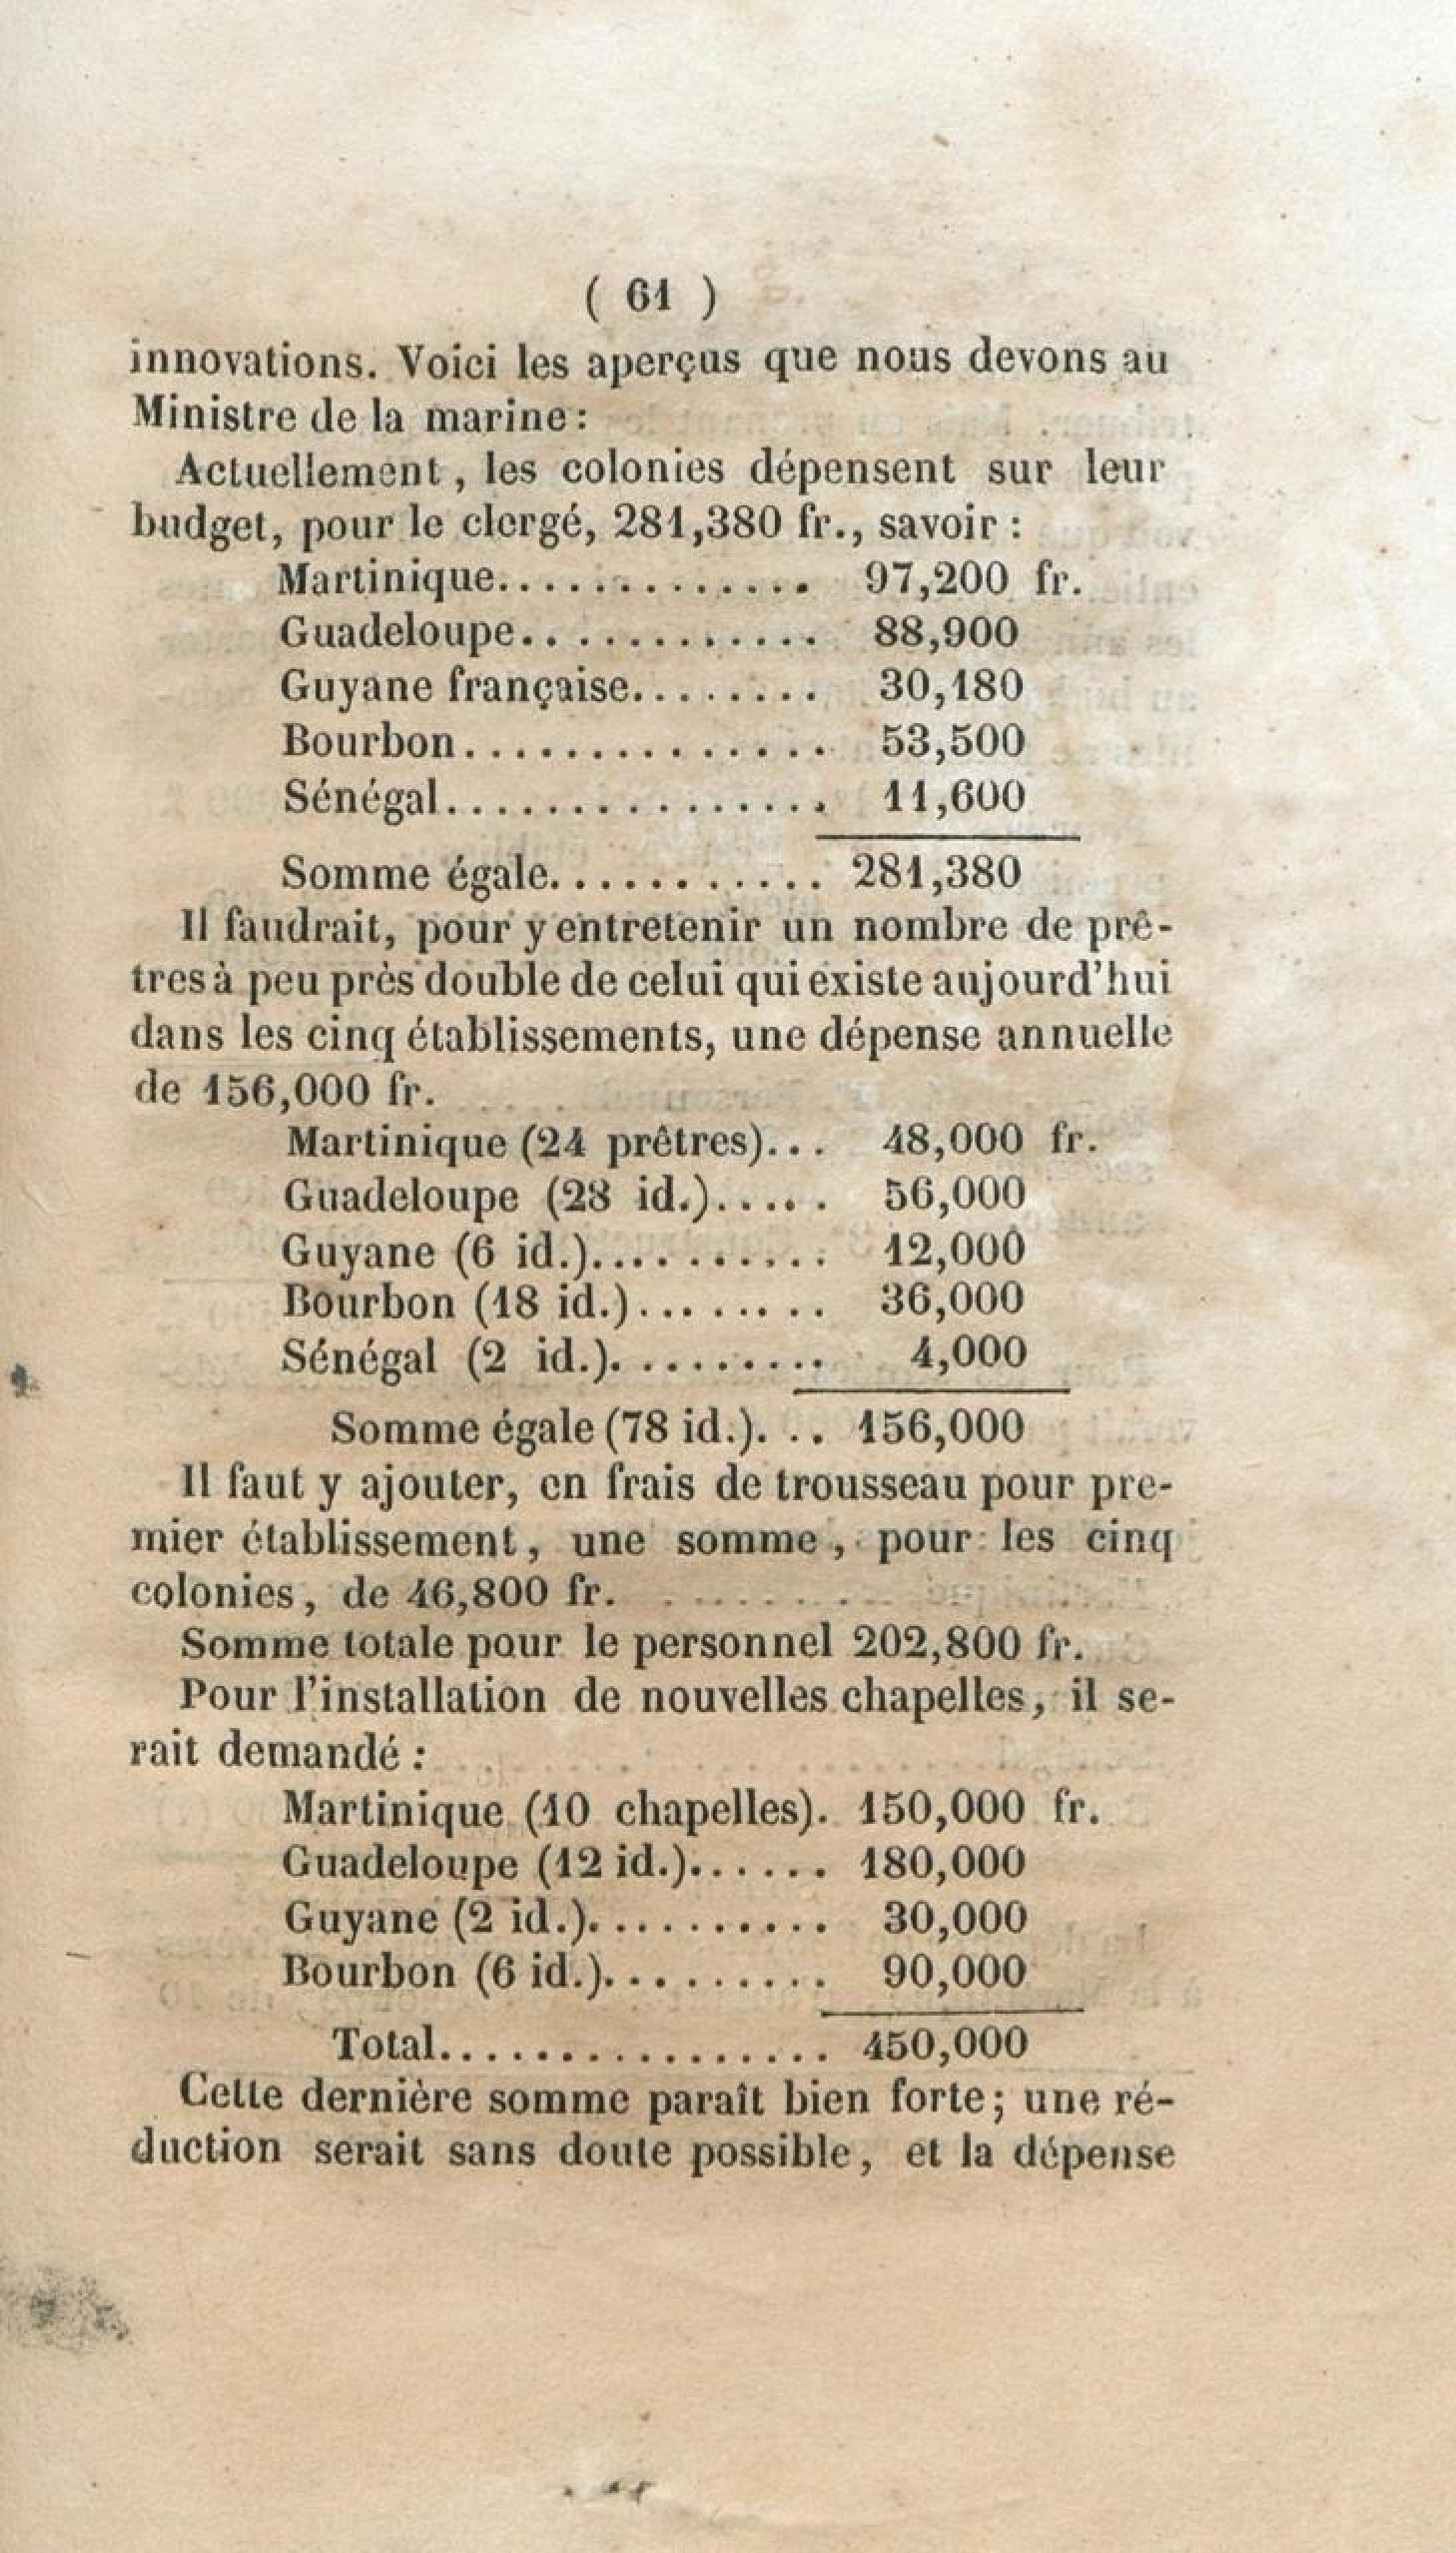 ( 61 )
innovations. Voici les aperçus que nous devons au
Ministre de la marine :
Actuellement, les colonies dépensent sur leur
budget, pour le clergé, 281,380 fr., savoir :
Martinique............. 97,200 fr.
Guadeloupe............ 88,900
Guyane française........ 30,180
Bourbon.............. 53,500
Sénégal............... 11,600
Somme égale........... 281,380
Il faudrait, pour y entretenir un nombre de prê-
tres à peu près double de celui qui existe aujourd'hui
dans les cinq établissements, une dépense annuelle
de 156,000 fr.
Martinique (24 prêtres)... 48,000 fr.
Guadeloupe (28 id.)..... 56,000
Guyane (6 id.).......... 12,000
Bourbon (18 id.)........ 36,000
Sénégal (2 id.)......... 4,000
Somme égale (78 id.)... 156,000
Il faut y ajouter, en frais de trousseau pour pre-
mier établissement, une somme, pour les cinq
colonies, de 46,800 fr.
Somme totale pour le personnel 202,800 fr.
Pour l'installation de nouvelles chapelles, il se-
rait demandé :
Martinique (10 chapelles). 150,000 fr.
Guadeloupe (12 id.)...... 180,000
Guyane (2 id.).......... 30,000
Bourbon (6 id.)......... 90,000
Total................ 450,000
Cette dernière somme paraît bien forte ; une ré-
duction serait sans doute possible, et la dépense